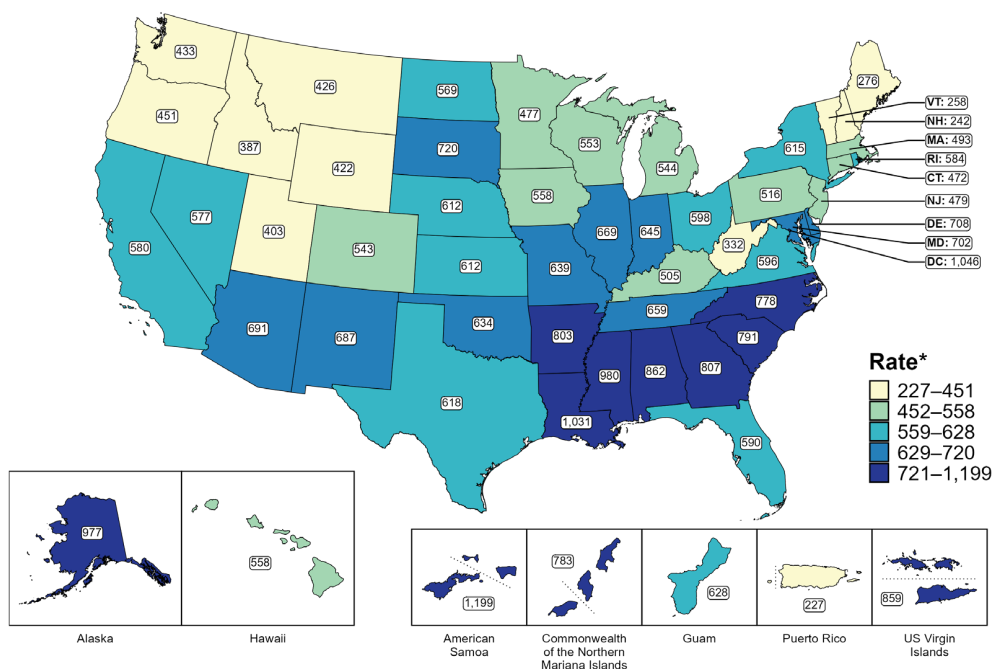 433
426
569
477
276
VT: 258
NH: 242
MA: 493
RI: 584
CT: 472
NJ: 479
DE: 708
MD: 702
DC: 1,046
451
387
422
720
553
544
615
516
580
577
403
543
612
558
669
645
598
332
596
612
639
505
691
687
634
659
778
803
791
618
1,031
980
862
807
590
Rate*
227–451
452–558
559–628
629–720
721–1,199
977
558
Alaska
Hawaii
1,199
783
628
227
859
American
Samoa
Commonwealth
of the Northern
Mariana Islands
Guam
Puerto Rico
US Virgin
Islands